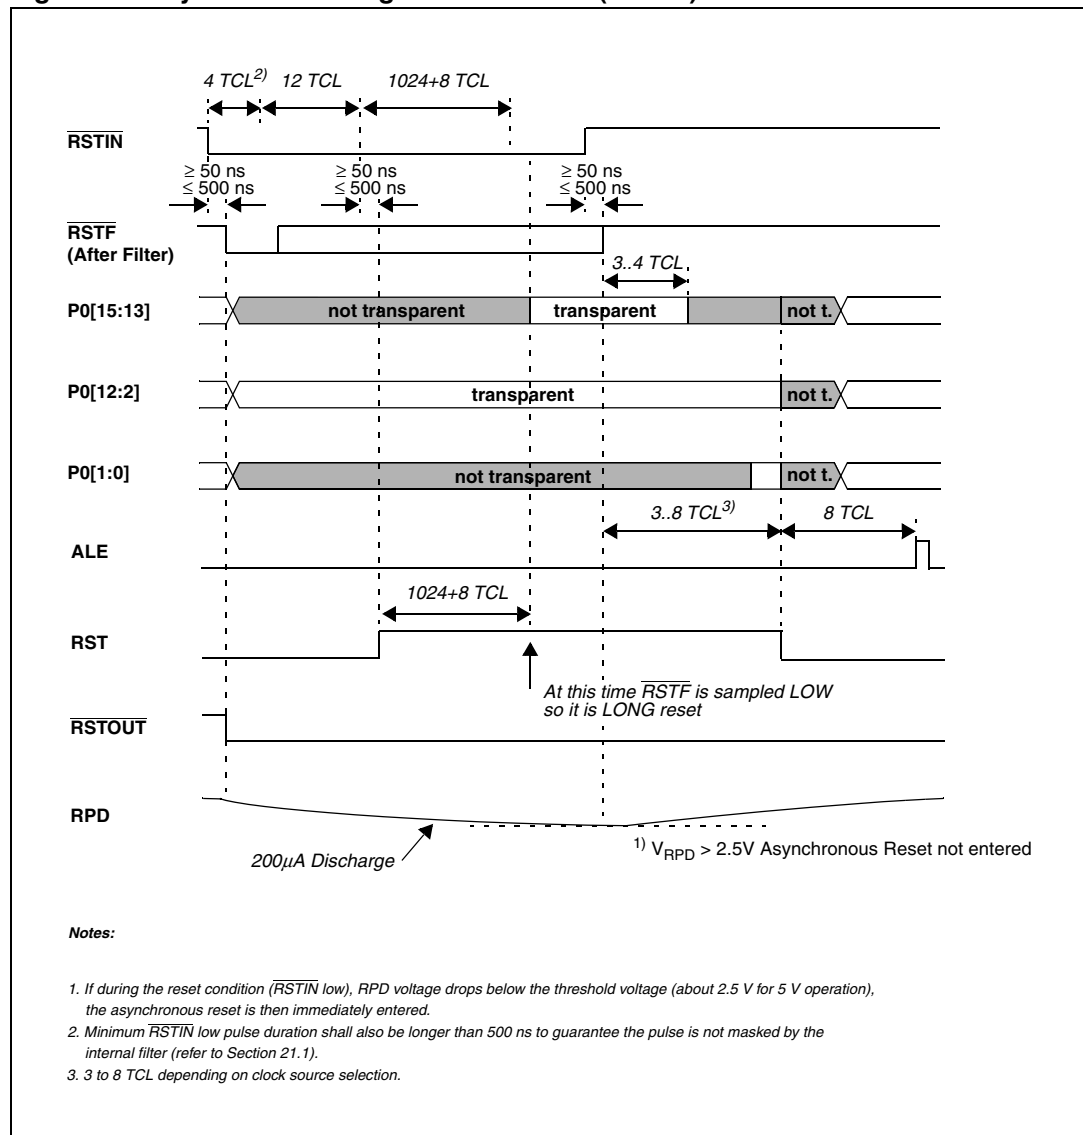 4 TCL2) 12 TCL 1024+8 TCL
RSTIN
≥ 50 ns ≥ 50 ns ≥ 50 ns
≤ 500 ns ≤ 500 ns ≤ 500 ns
RSTF
(After Filter)
3..4 TCL
P0[15:13] not transparent transparent not t.
P0[12:2] transparent not t.
P0[1:0] not transparent not t.
3..8 TCL3) 8 TCL
ALE
1024+8 TCL
RST
At this time RSTF is sampled LOW
so it is LONG reset
RSTOUT
RPD
200µA Discharge
1) VRPD > 2.5V Asynchronous Reset not entered
Notes:
1. If during the reset condition (RSTIN low), RPD voltage drops below the threshold voltage (about 2.5 V for 5 V operation),
the asynchronous reset is then immediately entered.
2. Minimum RSTIN low pulse duration shall also be longer than 500 ns to guarantee the pulse is not masked by the
internal filter (refer to Section 21.1).
3. 3 to 8 TCL depending on clock source selection.